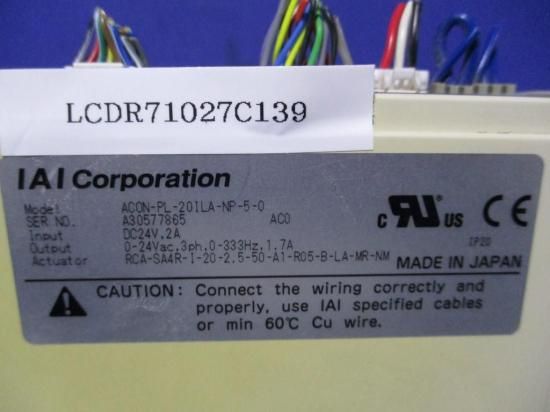 LCDR71027C139
IAI Corporation
Model ACON-PL-20ILA-NP-5-0
SER NO. A30577865 AC0
Input DC24V,2A
Output 0-24Vac,3ph,0-333Hz,1.7A
Actuator RCA-SA4R-I-20-2.5-50-A1-R05-B-LA-MR-NM
c RU US
IP20
MADE IN JAPAN
CAUTION: Connect the wiring correctly and
properly, use IAI specified cables
or min 60℃ Cu wire.